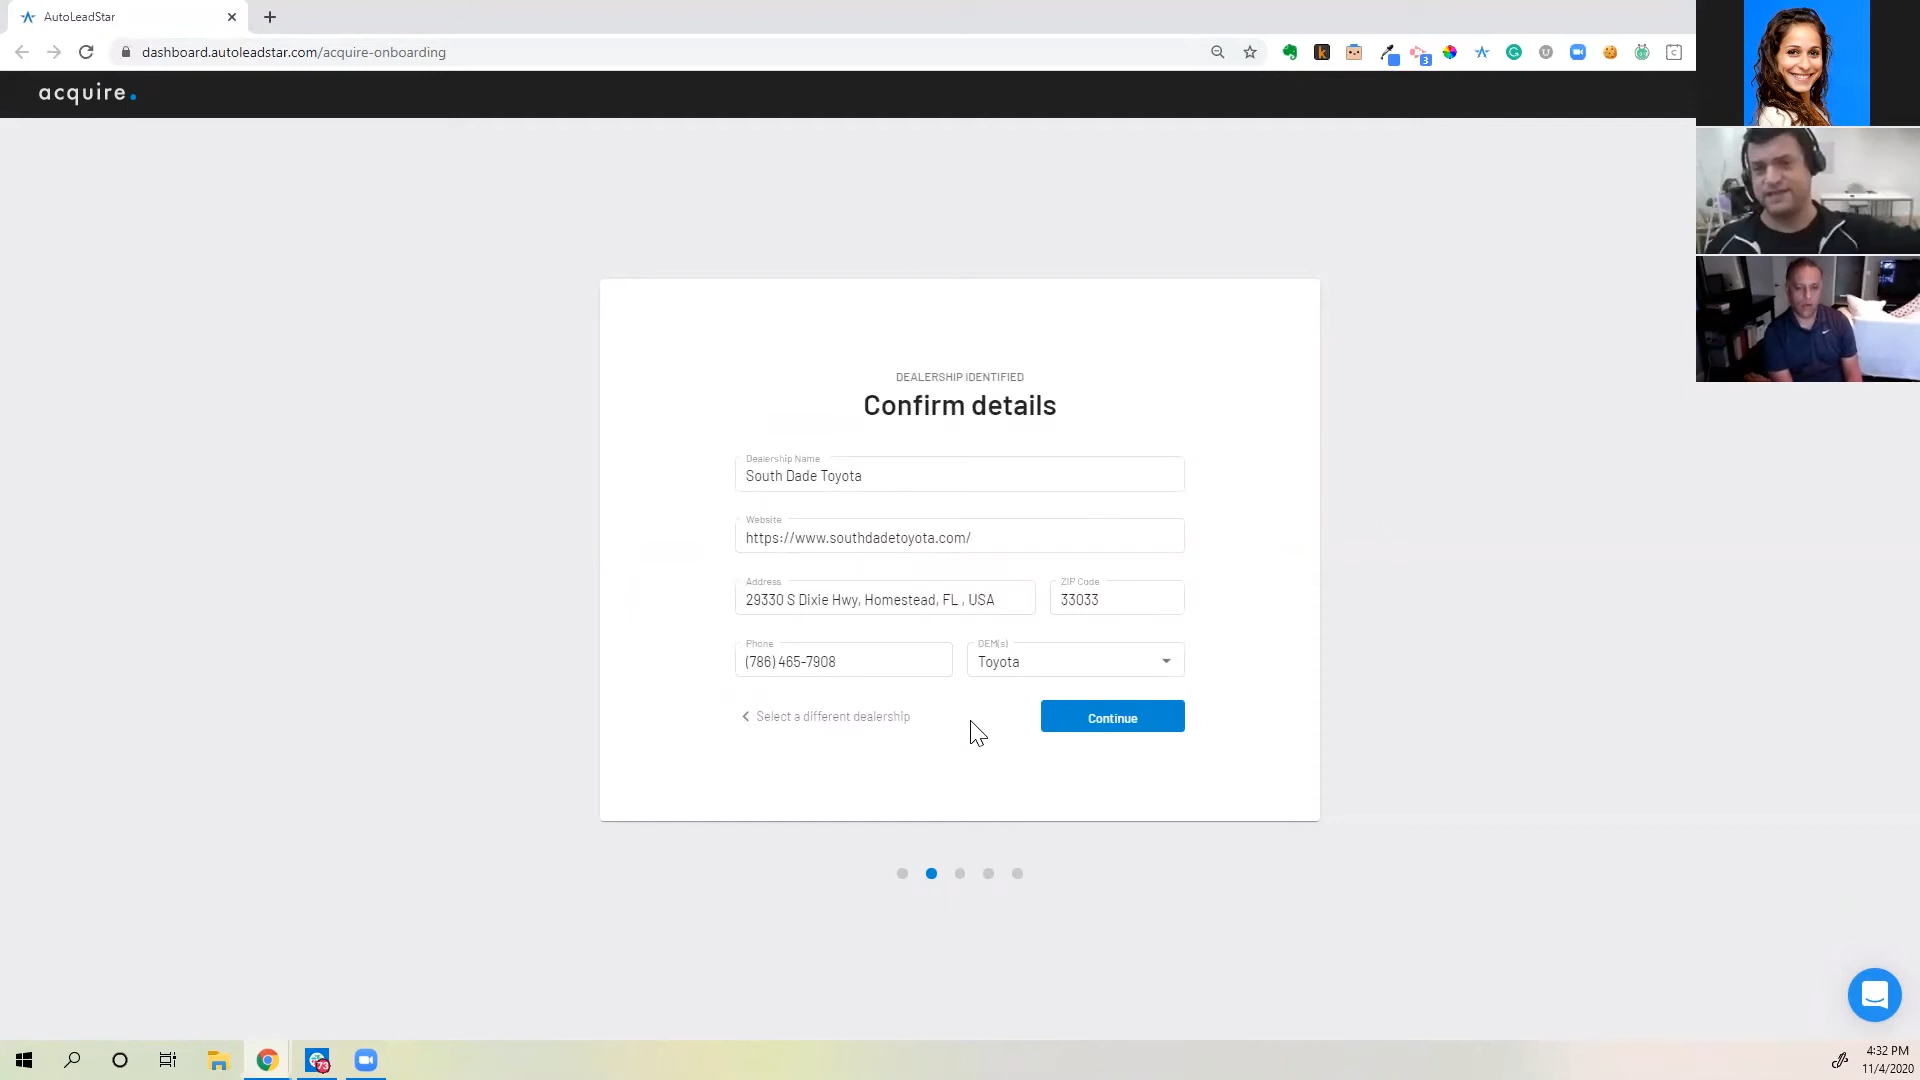 AutoLeadStar
dashboard.autoleadstar.com/acquire-onboarding
3
acquire.
DEALERSHIP IDENTIFIED
Confirm details
Dealership Name
South Dade Toyota
Website
https://www.southdadetoyota.com/
Address
29330 S Dixie Hwy, Homestead, FL , USA
ZIP Code
33033
Phone
(786) 465-7908
OEM(s)
Toyota
Select a different dealership
Continue
73
4:32 PM
11/4/2020